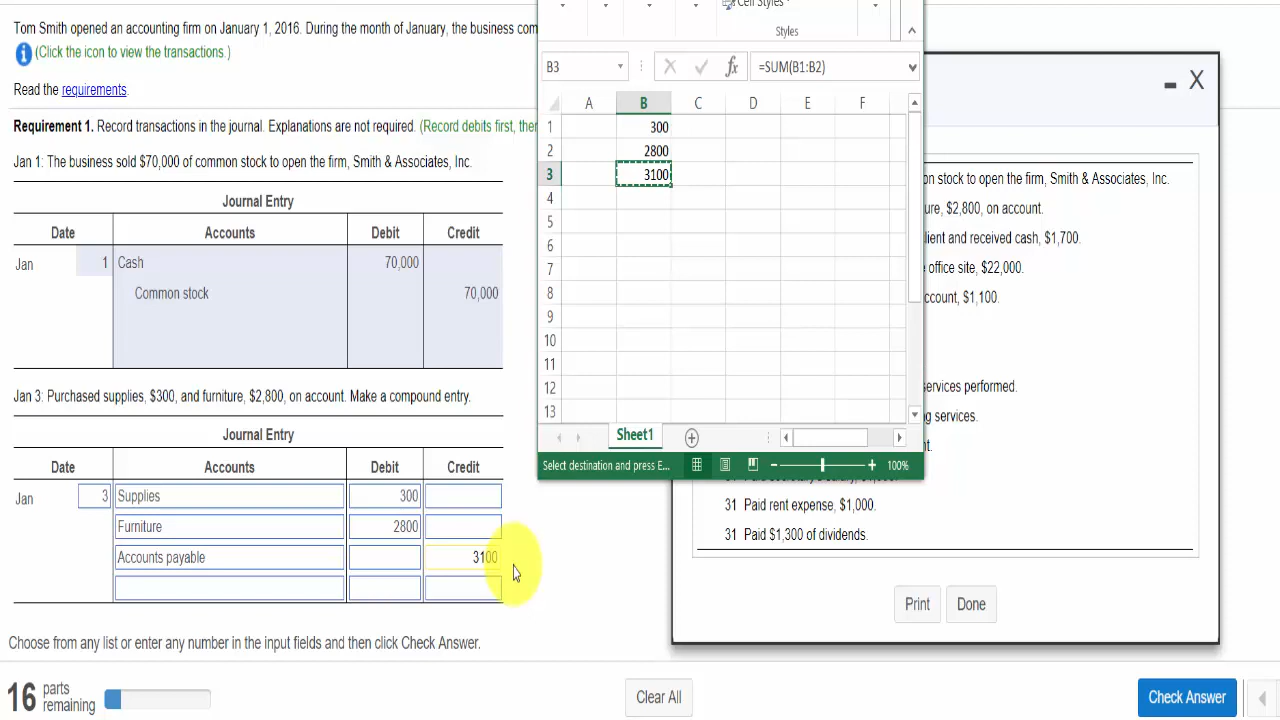 Tom Smith opened an accounting firm on January 1, 2016. During the month of January, the business com
(Click the icon to view the transactions.)
Read the requirements.
Requirement 1. Record transactions in the journal. Explanations are not required. (Record debits first, then
Jan 1: The business sold $70,000 of common stock to open the firm, Smith & Associates, Inc.
Journal Entry
Date Accounts Debit Credit
Jan 1 Cash 70,000
Common stock 70,000
Jan 3: Purchased supplies, $300, and furniture, $2,800, on account. Make a compound entry.
Journal Entry
Date Accounts Debit Credit
Jan 3 Supplies 300
Furniture 2800
Accounts payable 3100
Choose from any list or enter any number in the input fields and then click Check Answer.
16 parts remaining
Clear All
Check Answer
Cell Styles
Styles
B3 fx =SUM(B1:B2)
A B C D E F
1 300
2 2800
3 3100
4
5
6
7
8
9
10
11
12
13
Sheet1
Select destination and press E... 100%
X
on stock to open the firm, Smith & Associates, Inc.
ure, $2,800, on account.
lient and received cash, $1,700.
office site, $22,000.
ccount, $1,100.
services performed.
g services.
nt.
31 Paid rent expense, $1,000.
31 Paid $1,300 of dividends.
Print Done